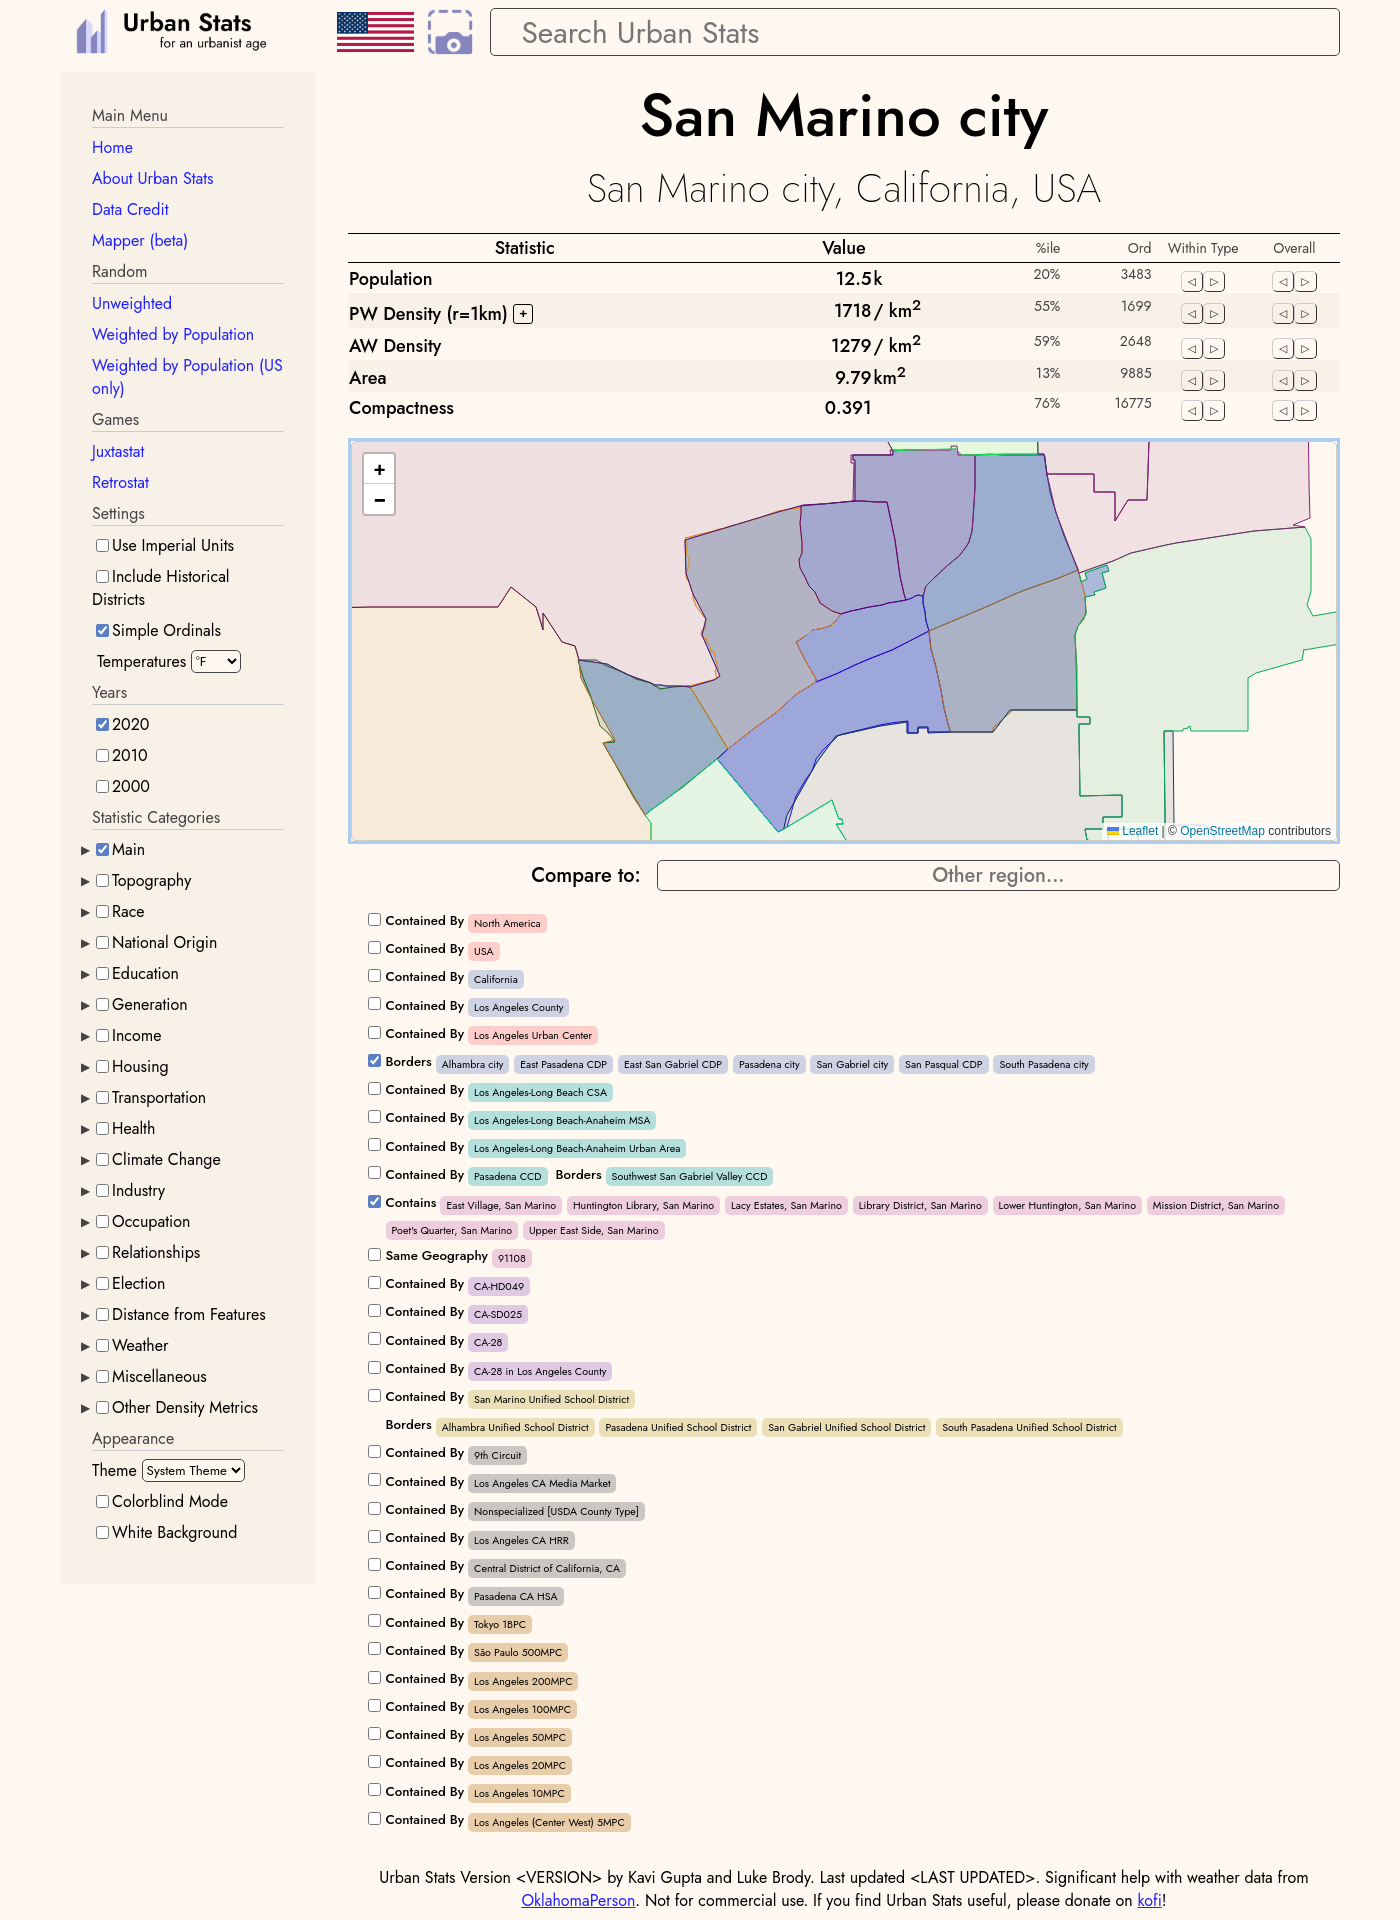 Urban Stats
for an urbanist age
Search Urban Stats
Main Menu
Home
About Urban Stats
Data Credit
Mapper (beta)
Random
Unweighted
Weighted by Population
Weighted by Population (US
only)
Games
Juxtastat
Retrostat
Settings
Use Imperial Units
Include Historical
Districts
Simple Ordinals
Temperatures °F
Years
2020
2010
2000
Statistic Categories
Main
Topography
Race
National Origin
Education
Generation
Income
Housing
Transportation
Health
Climate Change
Industry
Occupation
Relationships
Election
Distance from Features
Weather
Miscellaneous
Other Density Metrics
Appearance
Theme System Theme
Colorblind Mode
White Background
San Marino city
San Marino city, California, USA
Statistic Value %ile Ord Within Type Overall
Population 12.5k 20% 3483
PW Density (r=1km) + 1718 / km² 55% 1699
AW Density 1279 / km² 59% 2648
Area 9.79 km² 13% 9885
Compactness 0.391 76% 16775
+
−
Leaflet | © OpenStreetMap contributors
Compare to: Other region...
Contained By North America
Contained By USA
Contained By California
Contained By Los Angeles County
Contained By Los Angeles Urban Center
Borders Alhambra city East Pasadena CDP East San Gabriel CDP Pasadena city San Gabriel city San Pasqual CDP South Pasadena city
Contained By Los Angeles-Long Beach CSA
Contained By Los Angeles-Long Beach-Anaheim MSA
Contained By Los Angeles-Long Beach-Anaheim Urban Area
Contained By Pasadena CCD Borders Southwest San Gabriel Valley CCD
Contains East Village, San Marino Huntington Library, San Marino Lacy Estates, San Marino Library District, San Marino Lower Huntington, San Marino Mission District, San Marino
Poet's Quarter, San Marino Upper East Side, San Marino
Same Geography 91108
Contained By CA-HD049
Contained By CA-SD025
Contained By CA-28
Contained By CA-28 in Los Angeles County
Contained By San Marino Unified School District
Borders Alhambra Unified School District Pasadena Unified School District San Gabriel Unified School District South Pasadena Unified School District
Contained By 9th Circuit
Contained By Los Angeles CA Media Market
Contained By Nonspecialized [USDA County Type]
Contained By Los Angeles CA HRR
Contained By Central District of California, CA
Contained By Pasadena CA HSA
Contained By Tokyo 1BPC
Contained By São Paulo 500MPC
Contained By Los Angeles 200MPC
Contained By Los Angeles 100MPC
Contained By Los Angeles 50MPC
Contained By Los Angeles 20MPC
Contained By Los Angeles 10MPC
Contained By Los Angeles (Center West) 5MPC
Urban Stats Version <VERSION> by Kavi Gupta and Luke Brody. Last updated <LAST UPDATED>. Significant help with weather data from
OklahomaPerson. Not for commercial use. If you find Urban Stats useful, please donate on kofi!